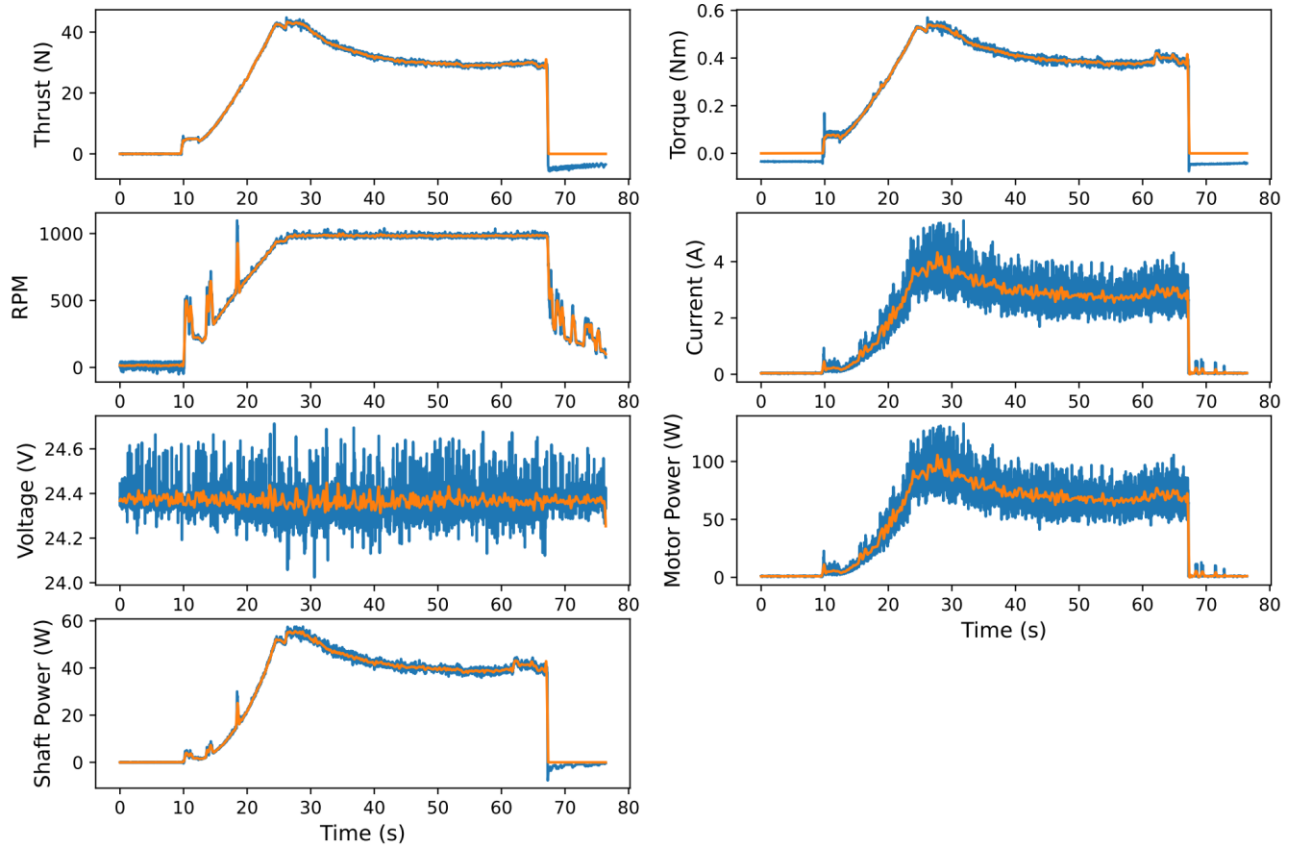 Thrust (N)
40
20
0
0 10 20 30 40 50 60 70 80
Torque (Nm)
0.6
0.4
0.2
0.0
0 10 20 30 40 50 60 70 80
RPM
1000
500
0
0 10 20 30 40 50 60 70 80
Current (A)
4
2
0
0 10 20 30 40 50 60 70 80
Voltage (V)
24.6
24.4
24.2
24.0
0 10 20 30 40 50 60 70 80
Motor Power (W)
100
50
0
0 10 20 30 40 50 60 70 80
Time (s)
Shaft Power (W)
60
40
20
0
0 10 20 30 40 50 60 70 80
Time (s)